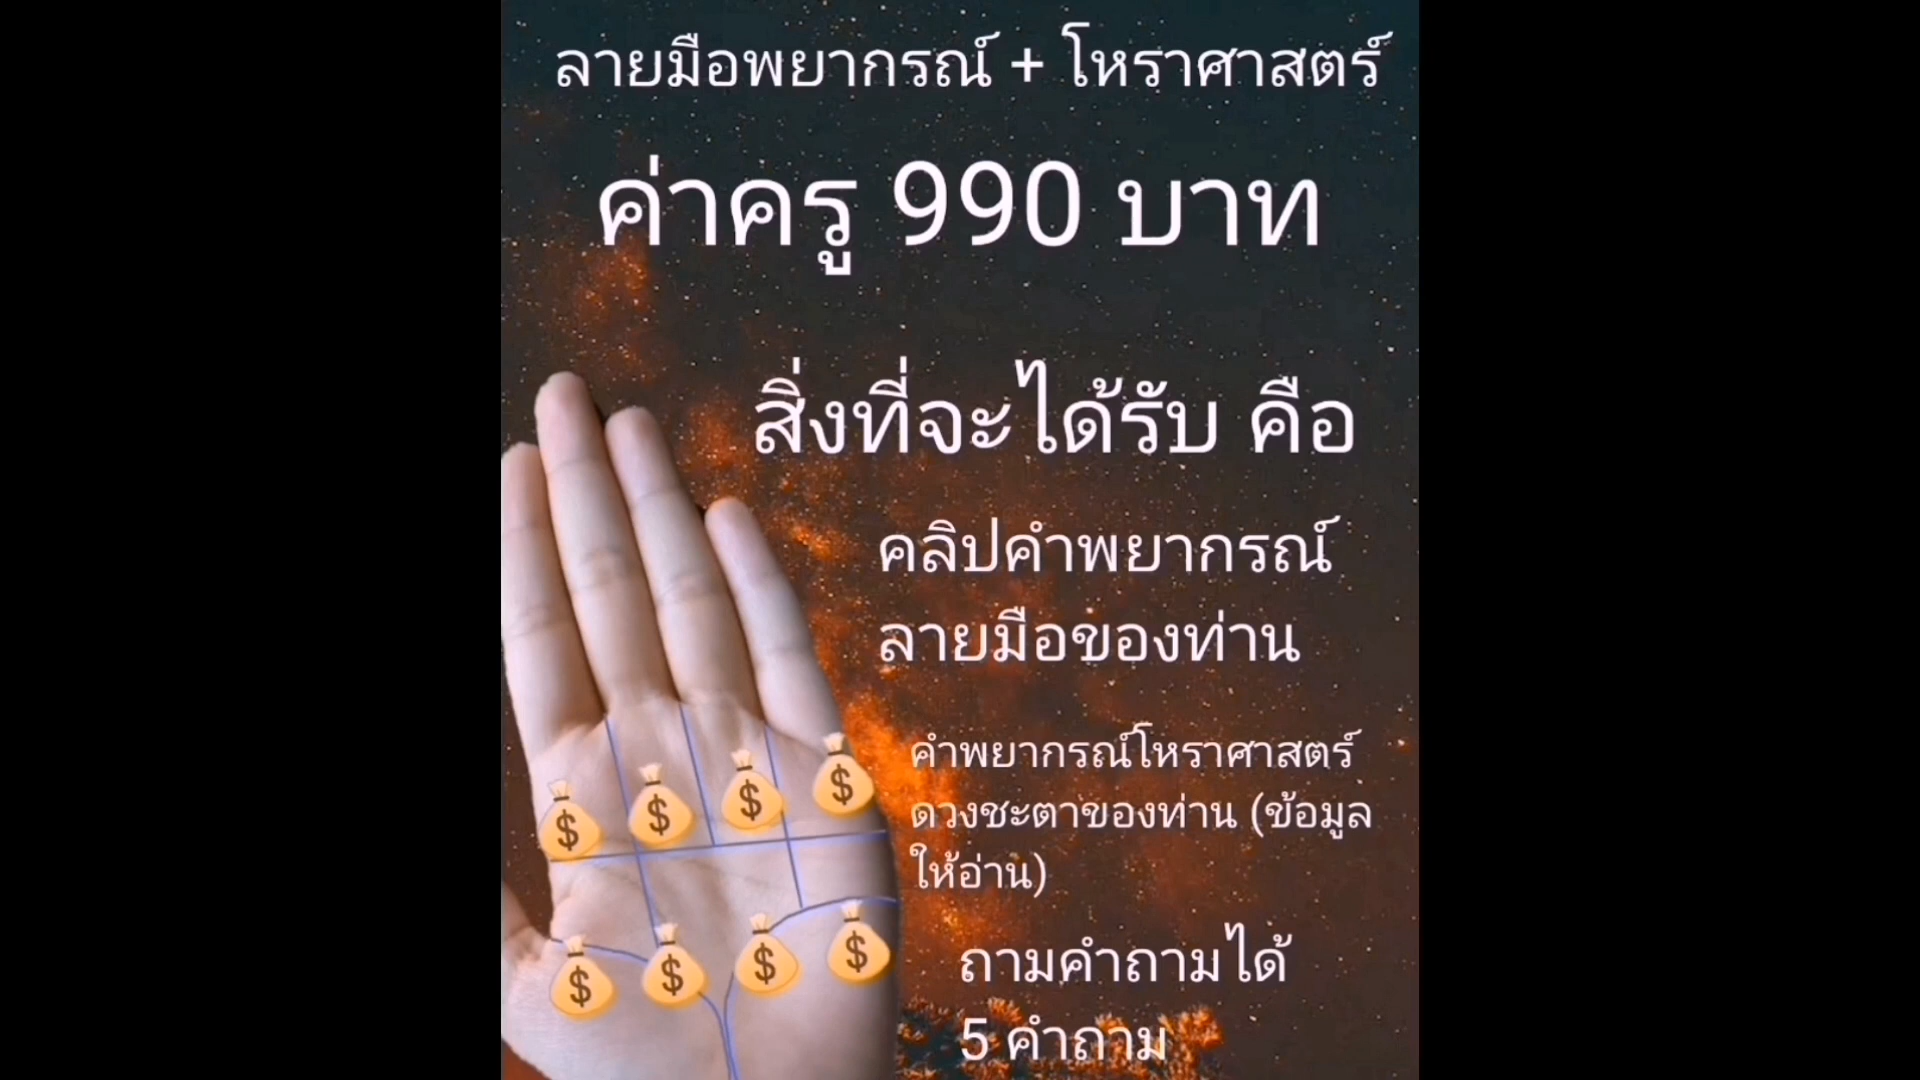 ลายมือพยากรณ์ + โหราศาสตร์
ค่าครู 990 บาท
สิ่งที่จะได้รับ คือ
คลิปคำพยากรณ์
ลายมือของท่าน
คำพยากรณ์โหราศาสตร์
ดวงชะตาของท่าน (ข้อมูล
ให้อ่าน)
ถามคำถามได้
5 คำถาม